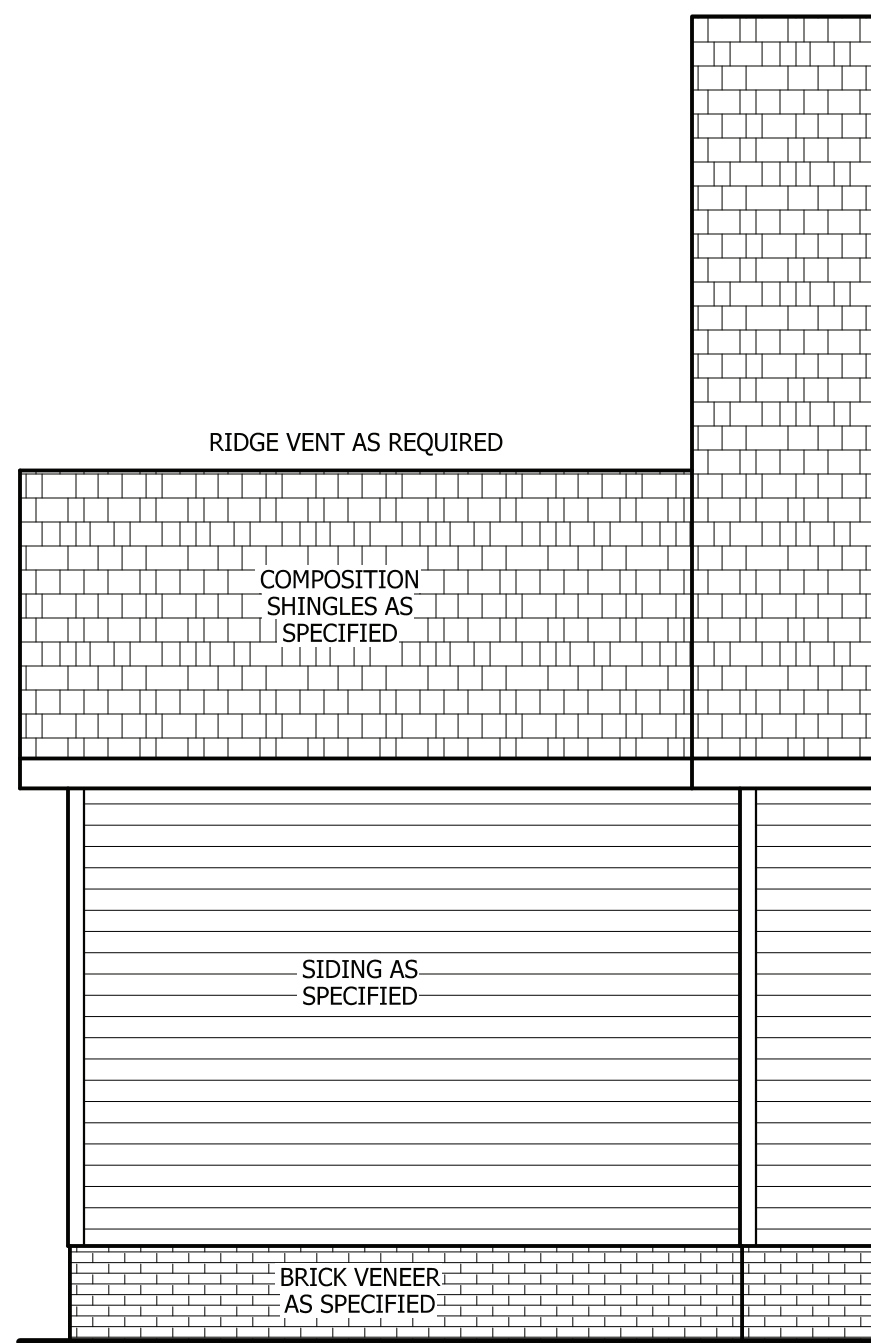 RIDGE VENT AS REQUIRED
COMPOSITION
SHINGLES AS
SPECIFIED
SIDING AS
SPECIFIED
BRICK VENEER
AS SPECIFIED